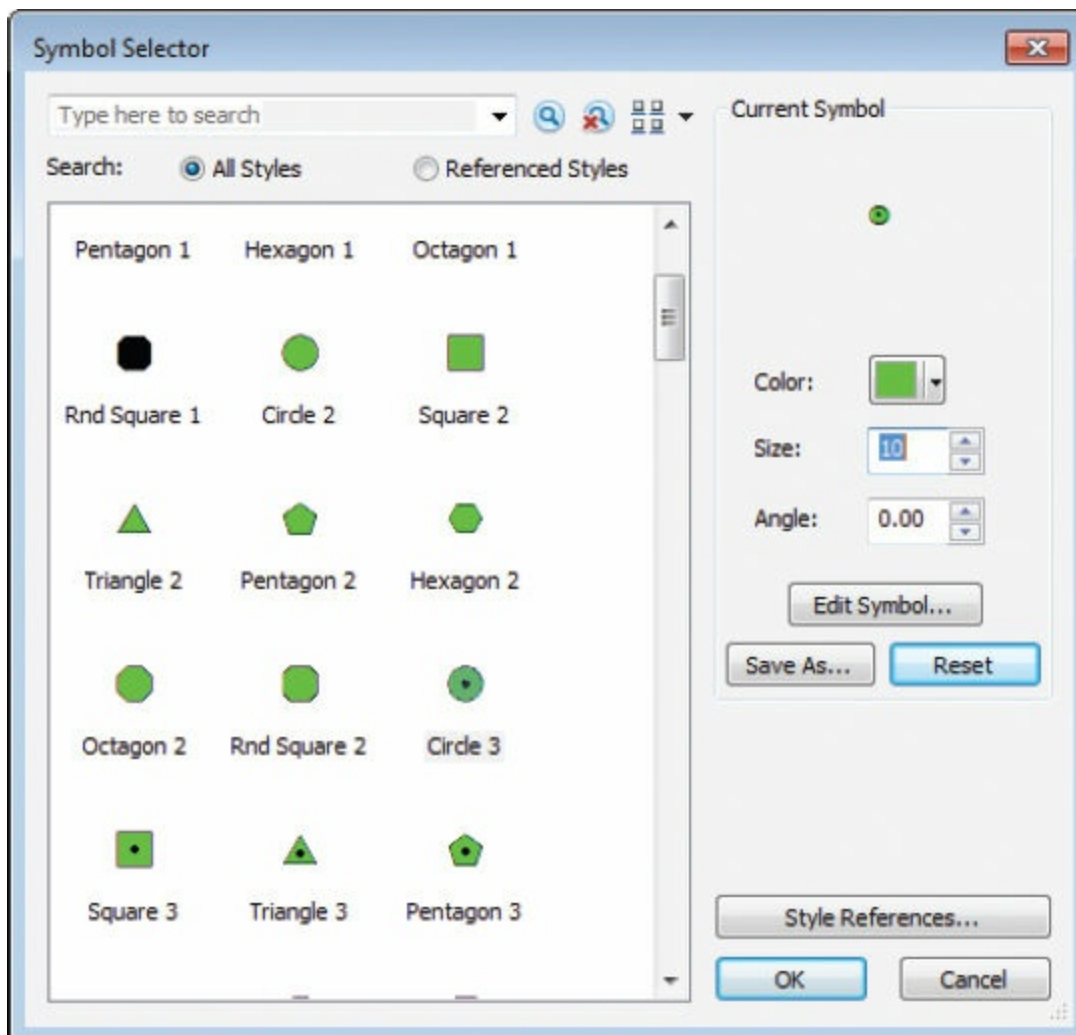 Symbol Selector
Type here to search
Search: All Styles Referenced Styles
Pentagon 1 Hexagon 1 Octagon 1
Rnd Square 1 Circle 2 Square 2
Triangle 2 Pentagon 2 Hexagon 2
Octagon 2 Rnd Square 2 Circle 3
Square 3 Triangle 3 Pentagon 3
Current Symbol
Color:
Size: 10
Angle: 0.00
Edit Symbol...
Save As... Reset
Style References...
OK Cancel